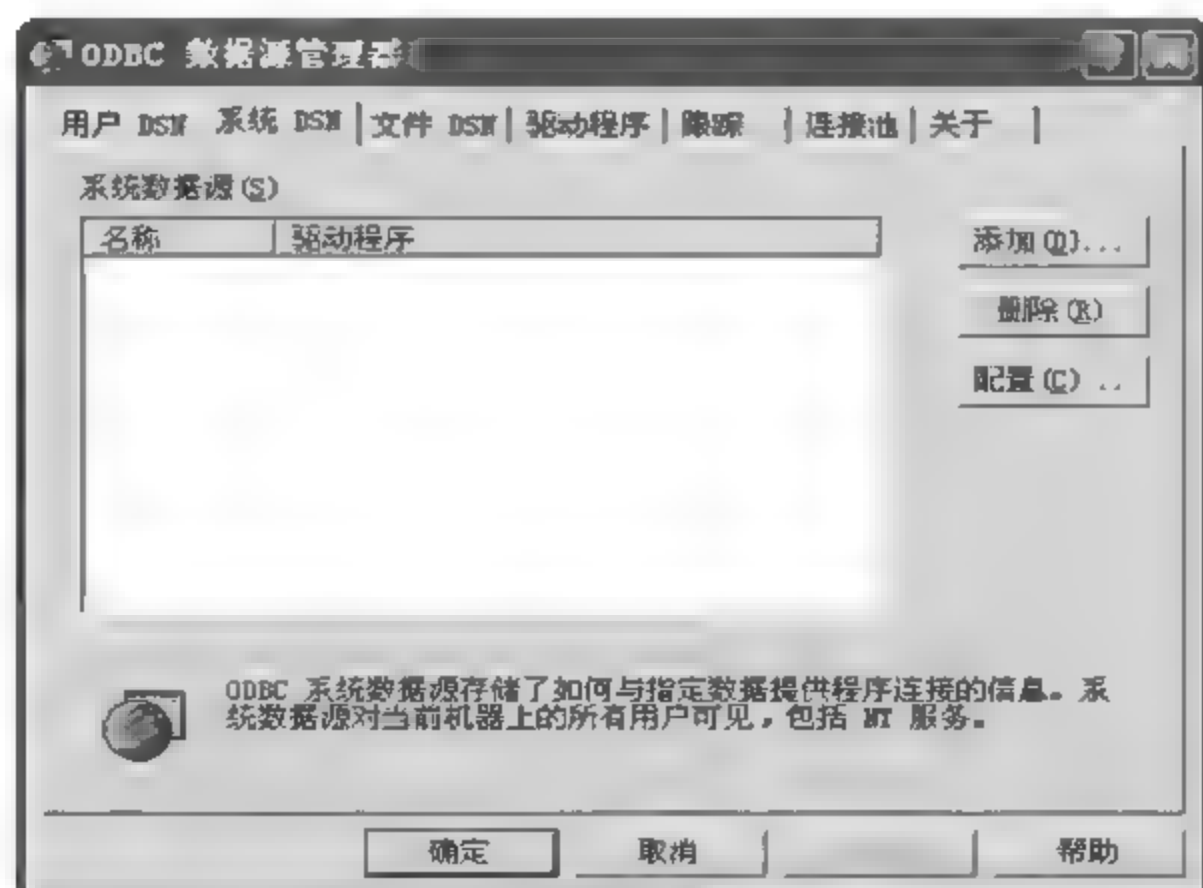 ODBC 数据源管理器
用户 DSN 系统 DSN 文件 DSN 驱动程序 跟踪 连接池 关于
系统数据源(S)
名称 驱动程序
添加(D)...
删除(R)
配置(C)..
ODBC 系统数据源存储了如何与指定数据提供程序连接的信息。系
统数据源对当前机器上的所有用户可见,包括 NT 服务。
确定 取消 帮助